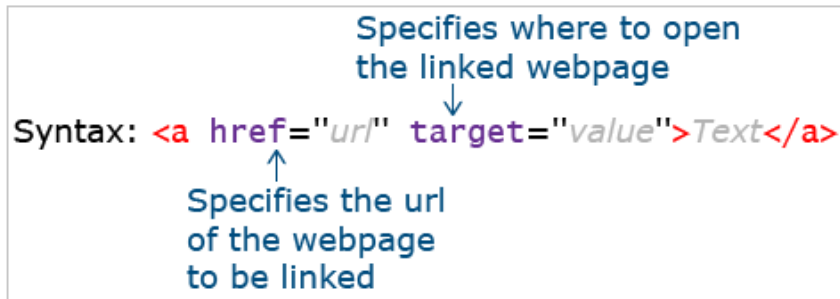 Specifies where to open
the linked webpage
Syntax: <a href="url" target="value">Text</a>
Specifies the url
of the webpage
to be linked